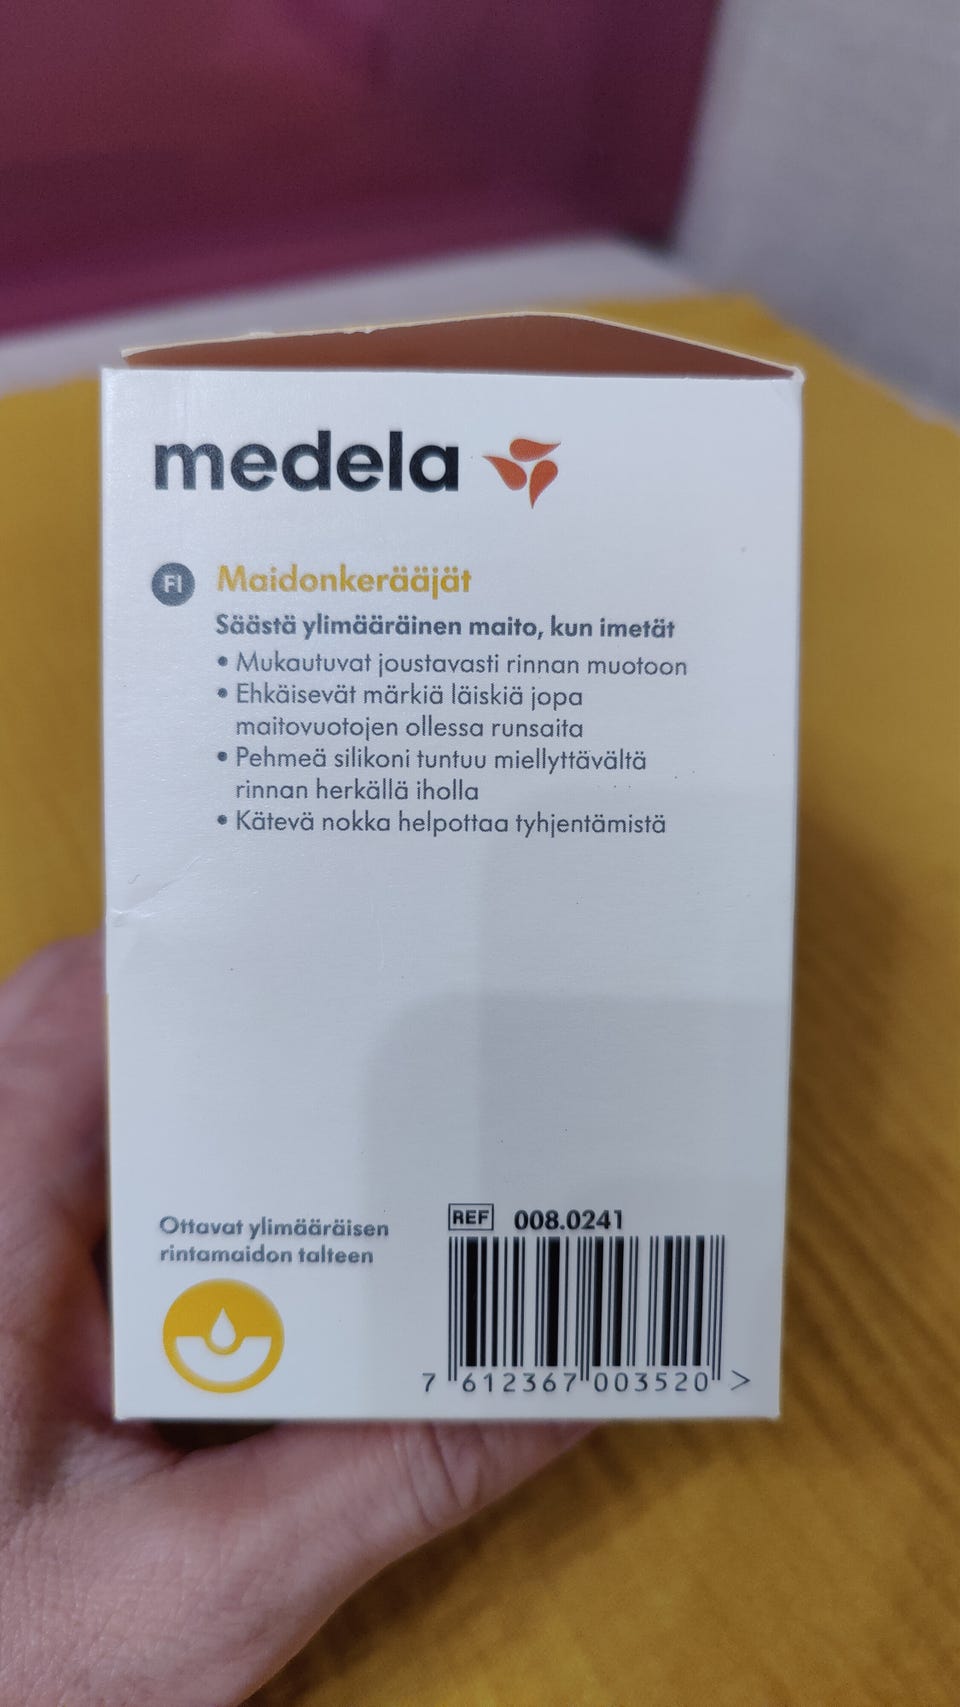 medela
FI Maidonkerääjät
Säästä ylimääräinen maito, kun imetät
• Mukautuvat joustavasti rinnan muotoon
• Ehkäisevät märkiä läiskiä jopa
maitovuotojen ollessa runsaita
• Pehmeä silikoni tuntuu miellyttävältä
rinnan herkällä iholla
• Kätevä nokka helpottaa tyhjentämistä
Ottavat ylimääräisen
rintamaidon talteen
REF 008.0241
7 612367 003520 >